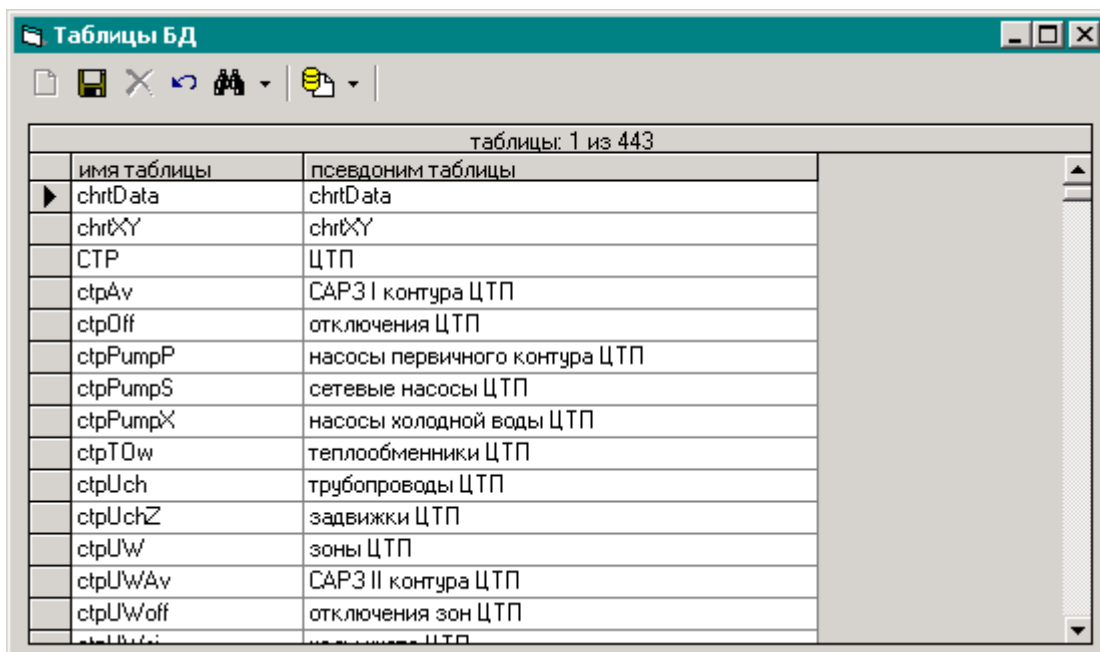 Таблицы БД
таблицы: 1 из 443
имя таблицы псевдоним таблицы
chrtData chrtData
chrtXY chrtXY
CTP ЦТП
ctpAv САРЗ I контура ЦТП
ctpOff отключения ЦТП
ctpPumpP насосы первичного контура ЦТП
ctpPumpS сетевые насосы ЦТП
ctpPumpX насосы холодной воды ЦТП
ctpTOw теплообменники ЦТП
ctpUch трубопроводы ЦТП
ctpUchZ задвижки ЦТП
ctpUW зоны ЦТП
ctpUWAv САРЗ II контура ЦТП
ctpUWoff отключения зон ЦТП
ЦТП